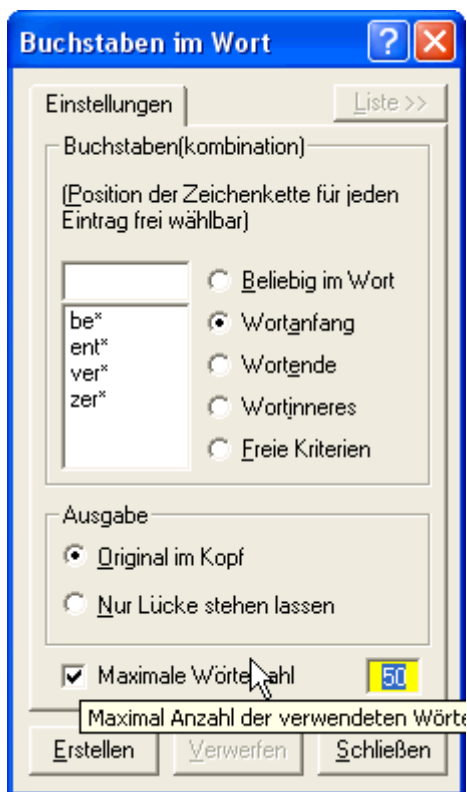 Buchstaben im Wort
Einstellungen
Liste >>
Buchstaben(kombination)
(Position der Zeichenkette für jeden
Eintrag frei wählbar)
Beliebig im Wort
be*
ent*
ver*
zer*
Wortanfang
Wortende
Wortinneres
Freie Kriterien
Ausgabe
Original im Kopf
Nur Lücke stehen lassen
Maximale 50
Maximal Anzahl der verwendeten Wörte
Erstellen
Verwerfen
Schließen